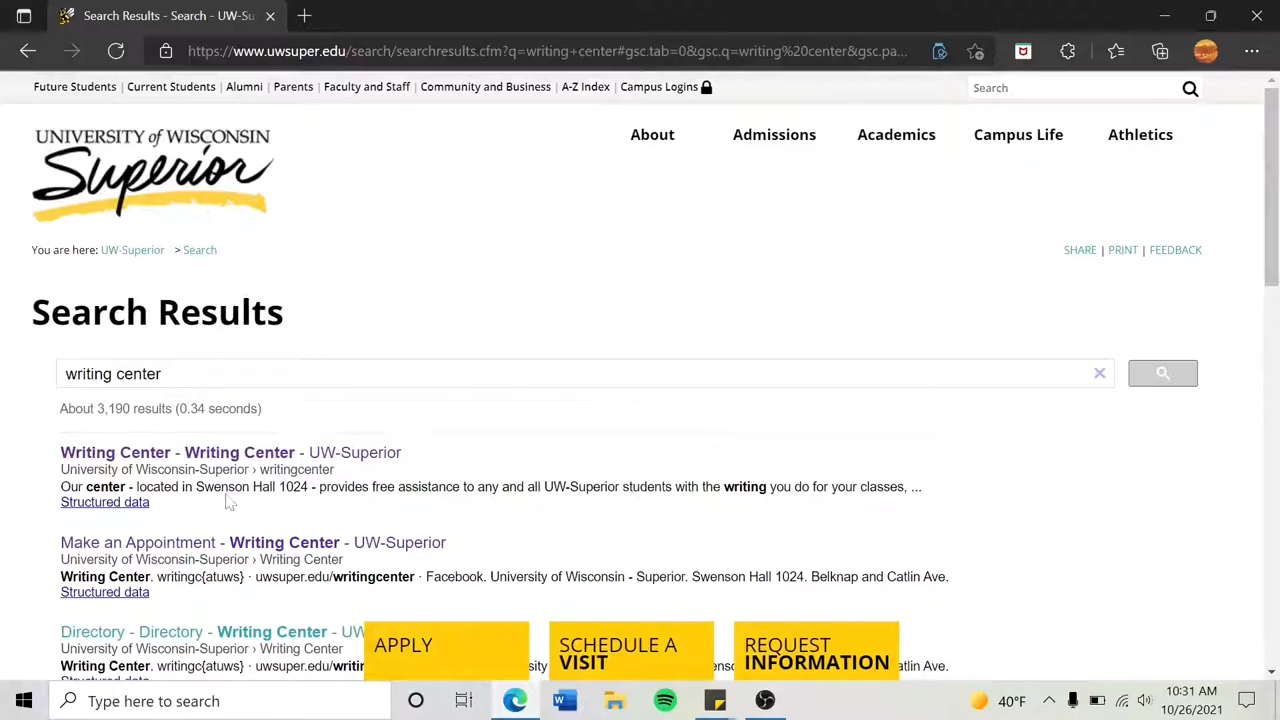 Su-
https://www.uwsuper.edu/search/searchresults.cfm?q=writing+center#gsc.tab=0&gsc.q=writing%20center&gsc.pa...
Future Students | Current Students | Alumni | Parents | Faculty and Staff | Community and Business | A-Z Index | Campus Logins
Search
UNIVERSITY of WISCONSIN
Superior
About Admissions Academics Campus Life Athletics
You are here: UW-Superior > Search
SHARE | PRINT | FEEDBACK
Search Results
writing center
About 3,190 results (0.34 seconds)
Writing Center - Writing Center - UW-Superior
University of Wisconsin-Superior › writingcenter
Our center - located in Swenson Hall 1024 - provides free assistance to any and all UW-Superior students with the writing you do for your classes, ...
Structured data
Make an Appointment - Writing Center - UW-Superior
University of Wisconsin-Superior › Writing Center
Writing Center. writingc{atuws} · uwsuper.edu/writingcenter · Facebook. University of Wisconsin - Superior. Swenson Hall 1024. Belknap and Catlin Ave.
Structured data
Directory - Directory - Writing Center - UW
University of Wisconsin-Superior › Writing Center
Writing Center. writingc{atuws} · uwsuper.edu/ Catlin Ave.
APPLY
SCHEDULE A
VISIT
REQUEST
INFORMATION
Type here to search
40°F
10:31 AM
10/26/2021